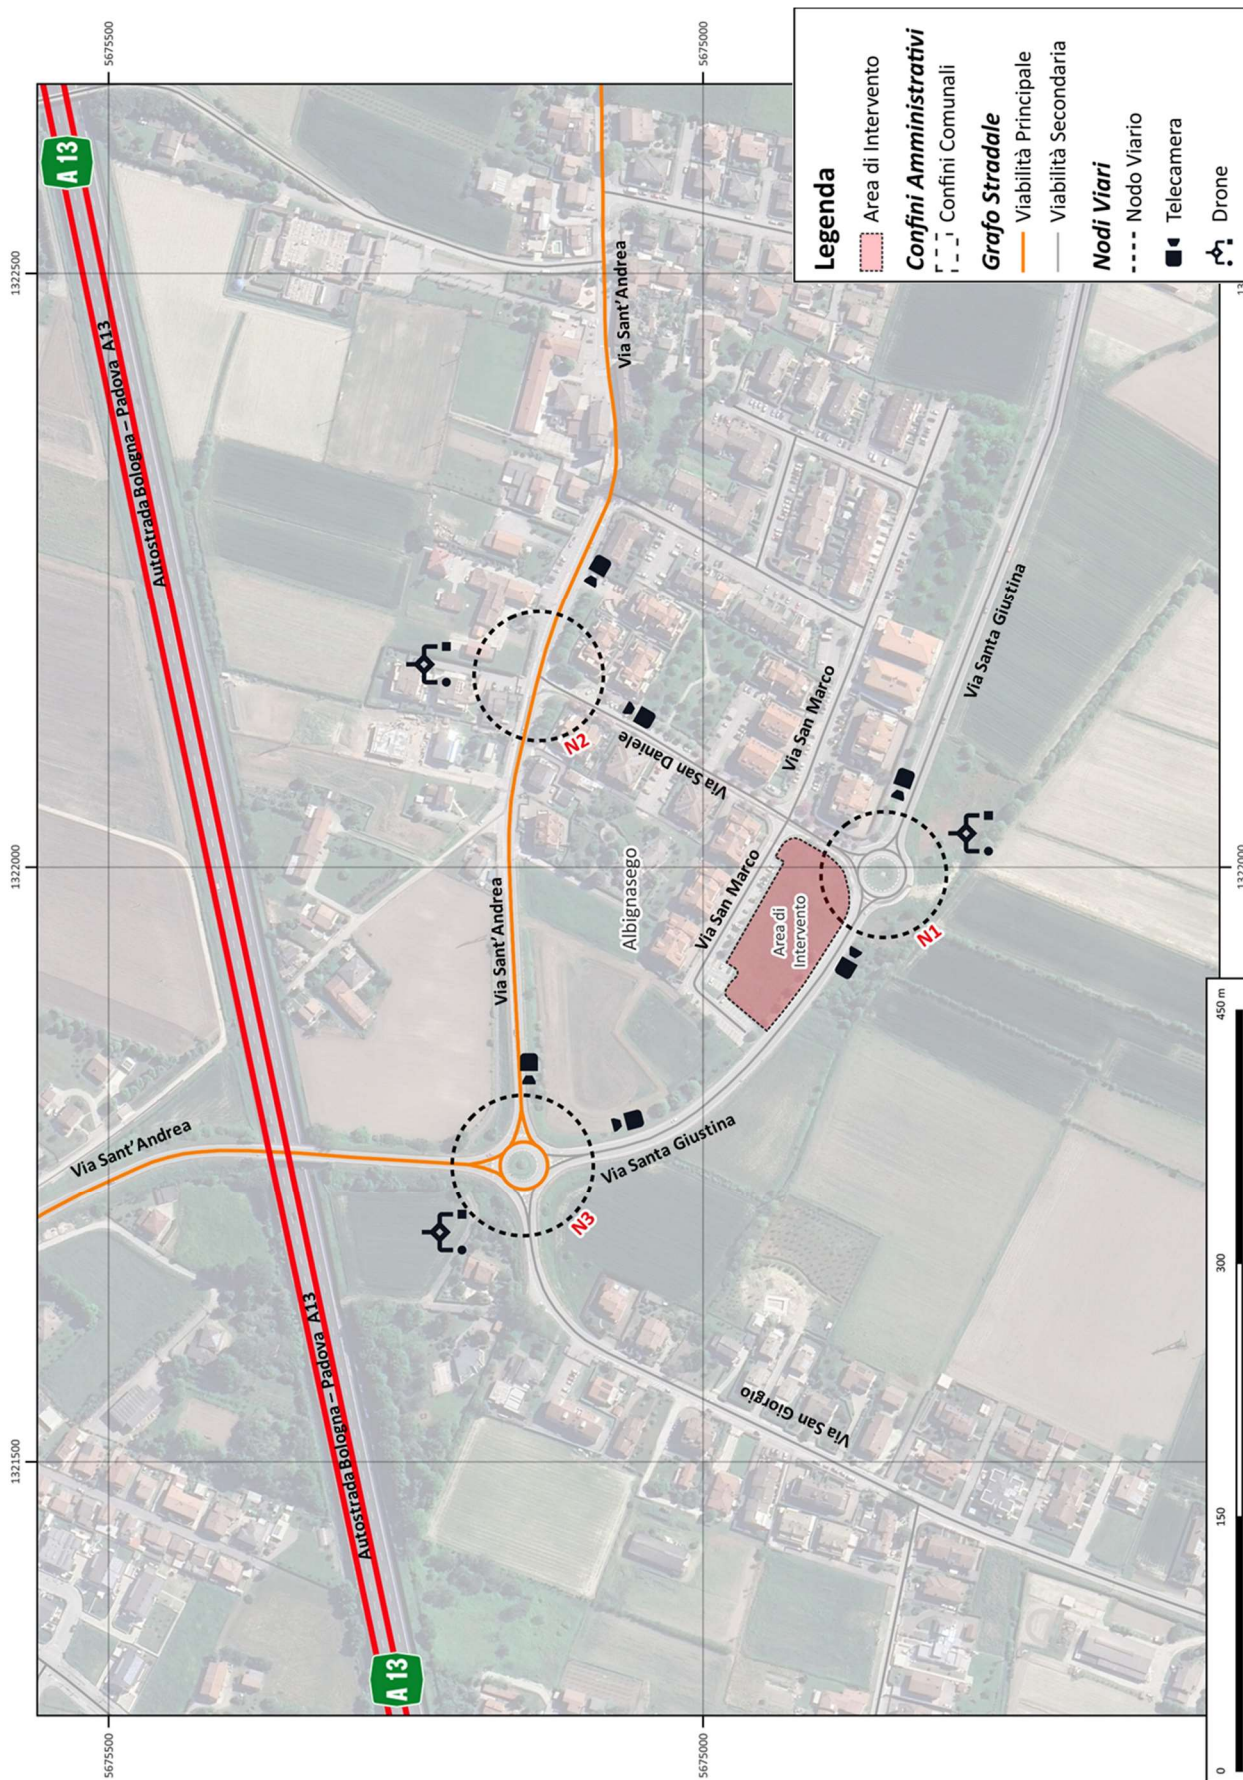 5675500
5675000
A 13
Autostrada Bologna – Padova A13
1322500
1322500
Via Sant'Andrea
Legenda
Area di Intervento
Confini Amministrativi
Confini Comunali
Grafo Stradale
Viabilità Principale
Viabilità Secondaria
Nodi Viari
Nodo Viario
Telecamera
Drone
N2
Via San Daniele
Via San Marco
Via Santa Giustina
1322000
1322000
Via Sant'Andrea
Albignasego
Via San Marco
Area di
Intervento
N1
Via Sant'Andrea
N3
Via Santa Giustina
Autostrada Bologna – Padova A13
Via San Giorgio
1321500
A 13
5675500
5675000
0
150
300
450 m